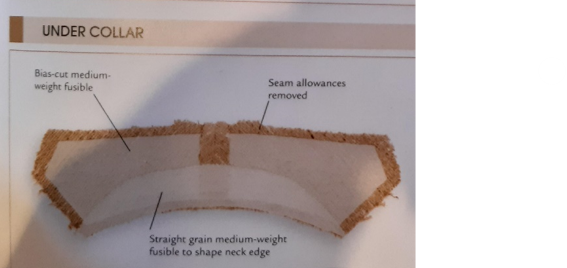 UNDER COLLAR
Bias-cut medium-
weight fusible
Seam allowances
removed
Straight grain medium-weight
fusible to shape neck edge